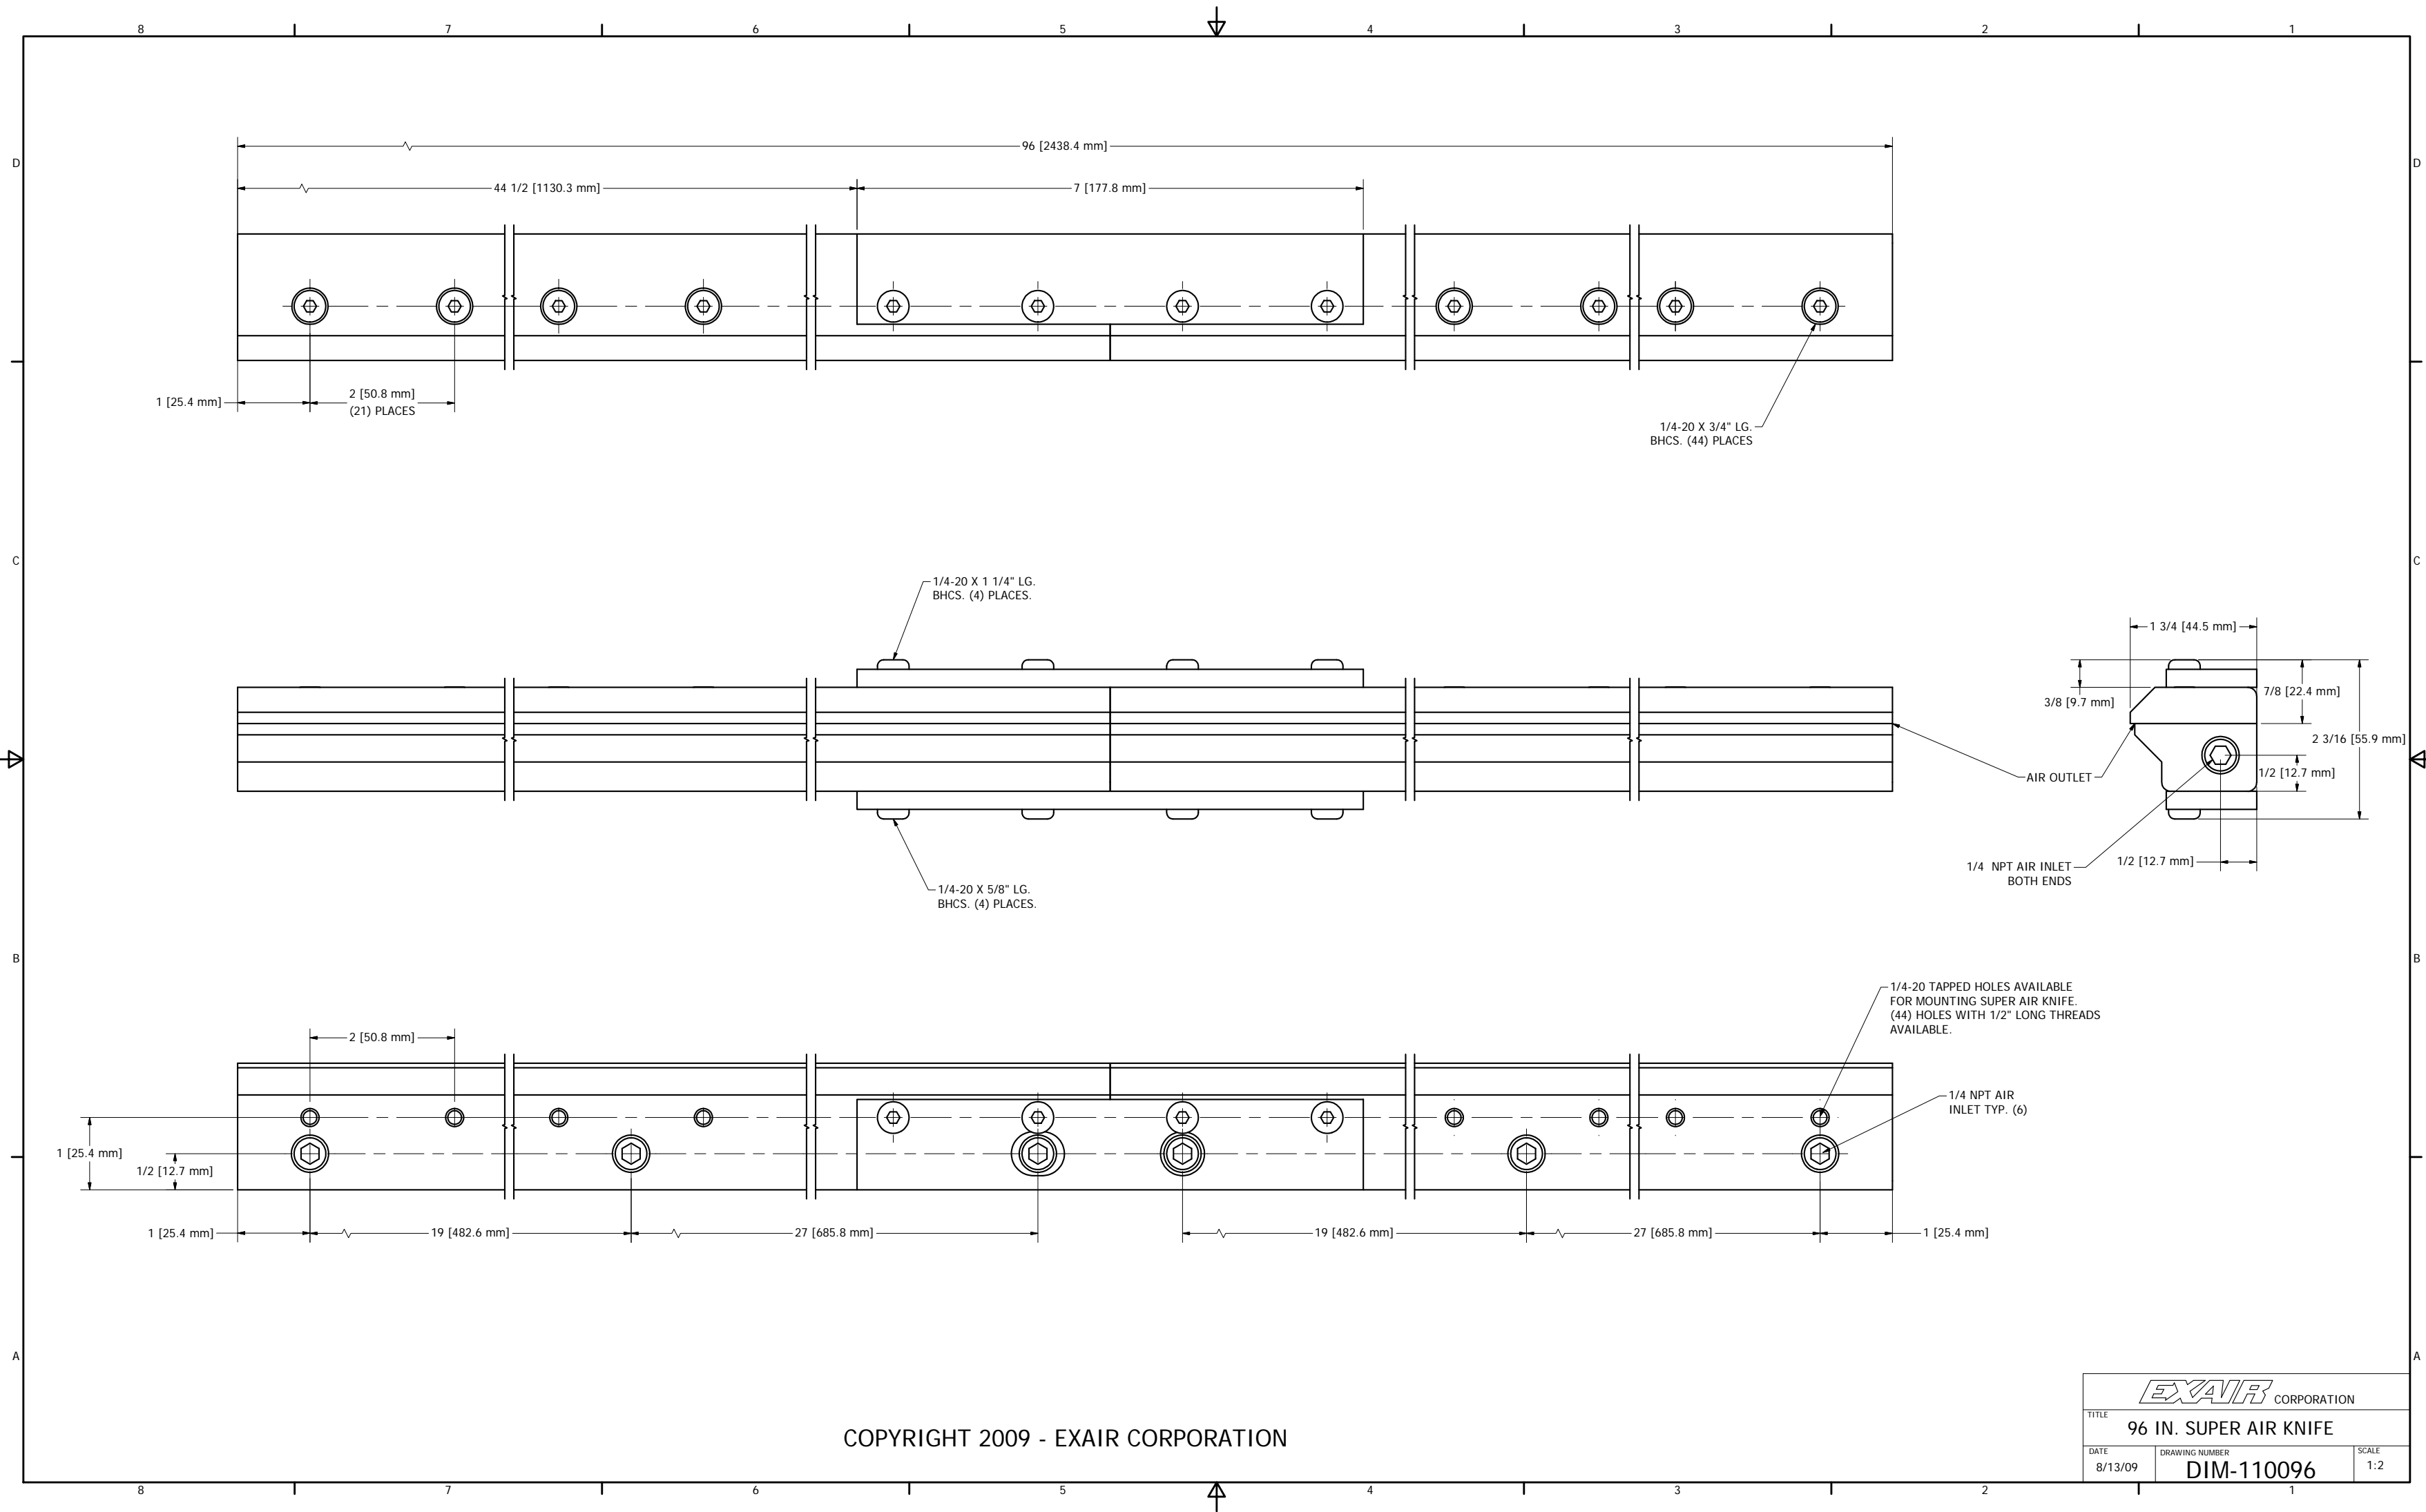 8 7 6 5 4 3 2 1
D D
96 [2438.4 mm]
44 1/2 [1130.3 mm]
7 [177.8 mm]
1 [25.4 mm]
2 [50.8 mm]
(21) PLACES
1/4-20 X 3/4" LG.
BHCS. (44) PLACES
C C
1/4-20 X 1 1/4" LG.
BHCS. (4) PLACES.
1 3/4 [44.5 mm]
3/8 [9.7 mm]
7/8 [22.4 mm]
2 3/16 [55.9 mm]
1/2 [12.7 mm]
AIR OUTLET
1/4 NPT AIR INLET
BOTH ENDS
1/2 [12.7 mm]
1/4-20 X 5/8" LG.
BHCS. (4) PLACES.
B B
1/4-20 TAPPED HOLES AVAILABLE
FOR MOUNTING SUPER AIR KNIFE.
(44) HOLES WITH 1/2" LONG THREADS
AVAILABLE.
2 [50.8 mm]
1/4 NPT AIR
INLET TYP. (6)
1 [25.4 mm]
1/2 [12.7 mm]
1 [25.4 mm]
19 [482.6 mm]
27 [685.8 mm]
19 [482.6 mm]
27 [685.8 mm]
1 [25.4 mm]
A A
COPYRIGHT 2009 - EXAIR CORPORATION
EXAIR CORPORATION
TITLE
96 IN. SUPER AIR KNIFE
DATE
8/13/09
DRAWING NUMBER
DIM-110096
SCALE
1:2
8 7 6 5 4 3 2 1